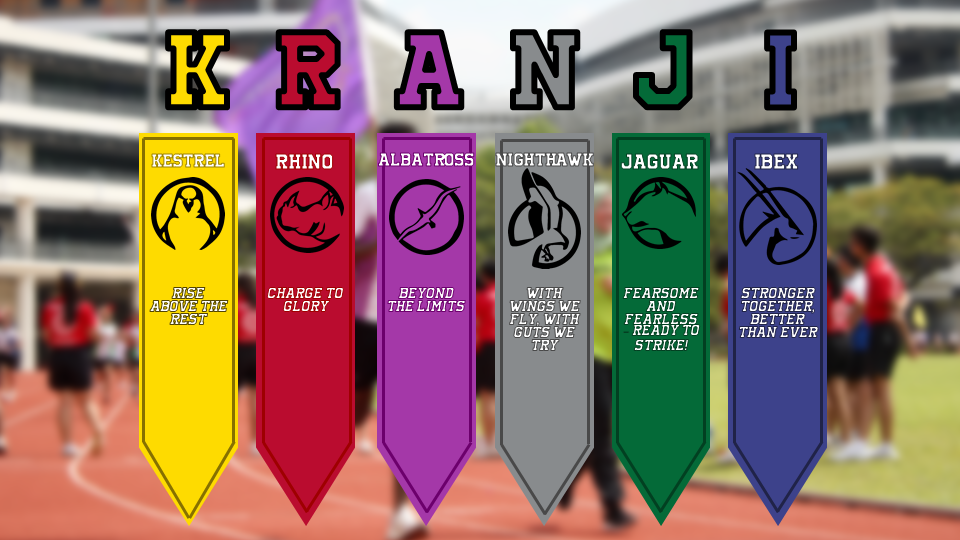 KRANJI
KESTREL
RISE
ABOVE THE
REST
RHINO
CHARGE TO
GLORY
ALBATROSS
BEYOND
THE LIMITS
NIGHTHAWK
WITH
WINGS WE
FLY, WITH
GUTS WE
TRY
JAGUAR
FEARSOME
AND
FEARLESS
- READY TO
STRIKE!
IBEX
STRONGER
TOGETHER,
BETTER
THAN EVER